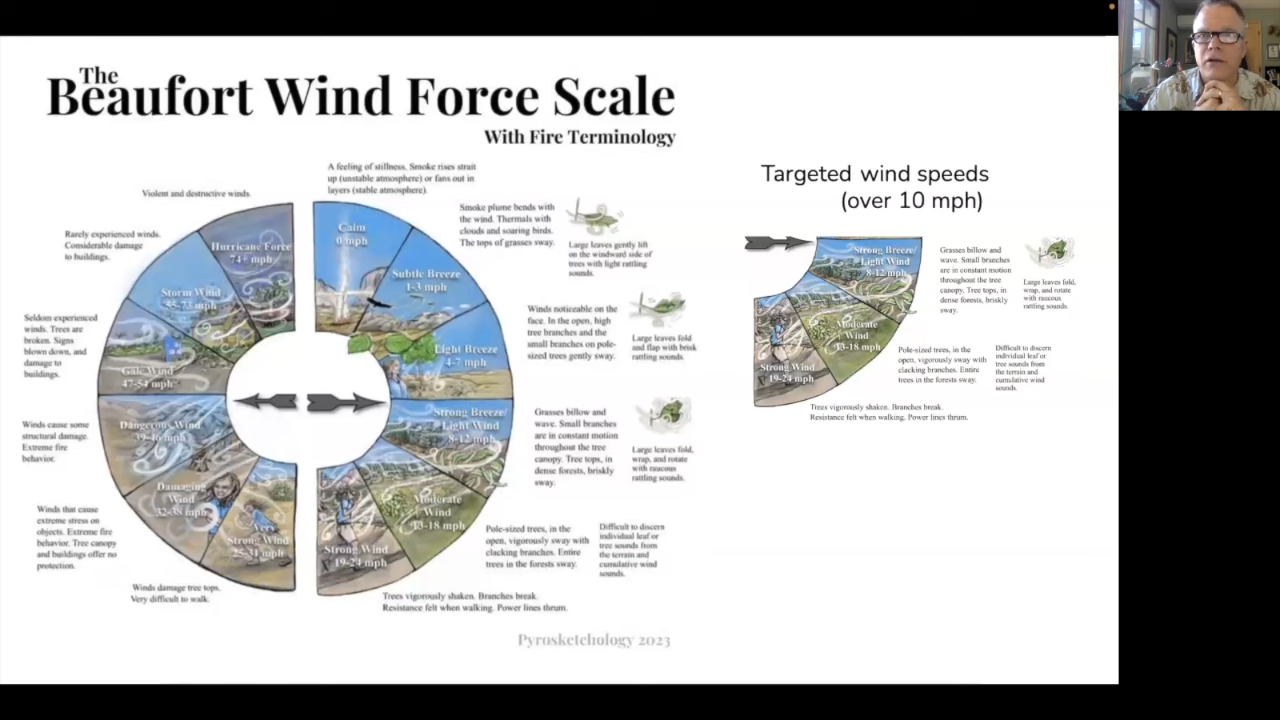 The
Beaufort Wind Force Scale
With Fire Terminology
A feeling of stillness. Smoke rises strait
up (unstable atmosphere) or fans out in
layers (stable atmosphere).
Calm
0 mph
Smoke plume bends with
the wind. Thermals with
clouds and soaring birds.
The tops of grasses sway.
Large leaves gently lift
on the windward side of
trees with light rattling
sounds.
Subtle Breeze
1-3 mph
Winds noticeable on the
face. In the open, high
tree branches and the
small branches on pole-
sized trees gently sway.
Large leaves fold
and flap with brisk
rattling sounds.
Light Breeze
4-7 mph
Grasses billow and
wave. Small branches
are in constant motion
throughout the tree
canopy. Tree tops, in
dense forests, briskly
sway.
Large leaves fold,
wrap, and rotate
with raucous
rattling sounds.
Strong Breeze/
Light Wind
8-12 mph
Pole-sized trees, in the
open, vigorously sway with
clacking branches. Entire
trees in the forests sway.
Difficult to discern
individual leaf or
tree sounds from
the terrain and
cumulative wind
sounds.
Moderate
Wind
13-18 mph
Strong Wind
19-24 mph
Trees vigorously shaken. Branches break.
Resistance felt when walking. Power lines thrum.
Very
Strong Wind
25-31 mph
Winds damage tree tops.
Very difficult to walk.
Damaging
Wind
32-38 mph
Winds that cause
extreme stress on
objects. Extreme fire
behavior. Tree canopy
and buildings offer no
protection.
Dangerous Wind
39-46 mph
Winds cause some
structural damage.
Extreme fire
behavior.
Gale Wind
47-54 mph
Seldom experienced
winds. Trees are
broken. Signs
blown down, and
damage to
buildings.
Storm Wind
55-73 mph
Rarely experienced winds.
Considerable damage
to buildings.
Hurricane Force
74+ mph
Violent and destructive winds.
Pyrosketchology 2023
Targeted wind speeds
(over 10 mph)
Strong Breeze/
Light Wind
8-12 mph
Grasses billow and
wave. Small branches
are in constant motion
throughout the tree
canopy. Tree tops, in
dense forests, briskly
sway.
Large leaves fold,
wrap, and rotate
with raucous
rattling sounds.
Moderate
Wind
13-18 mph
Pole-sized trees, in the
open, vigorously sway with
clacking branches. Entire
trees in the forests sway.
Difficult to discern
individual leaf or
tree sounds from
the terrain and
cumulative wind
sounds.
Strong Wind
19-24 mph
Trees vigorously shaken. Branches break.
Resistance felt when walking. Power lines thrum.